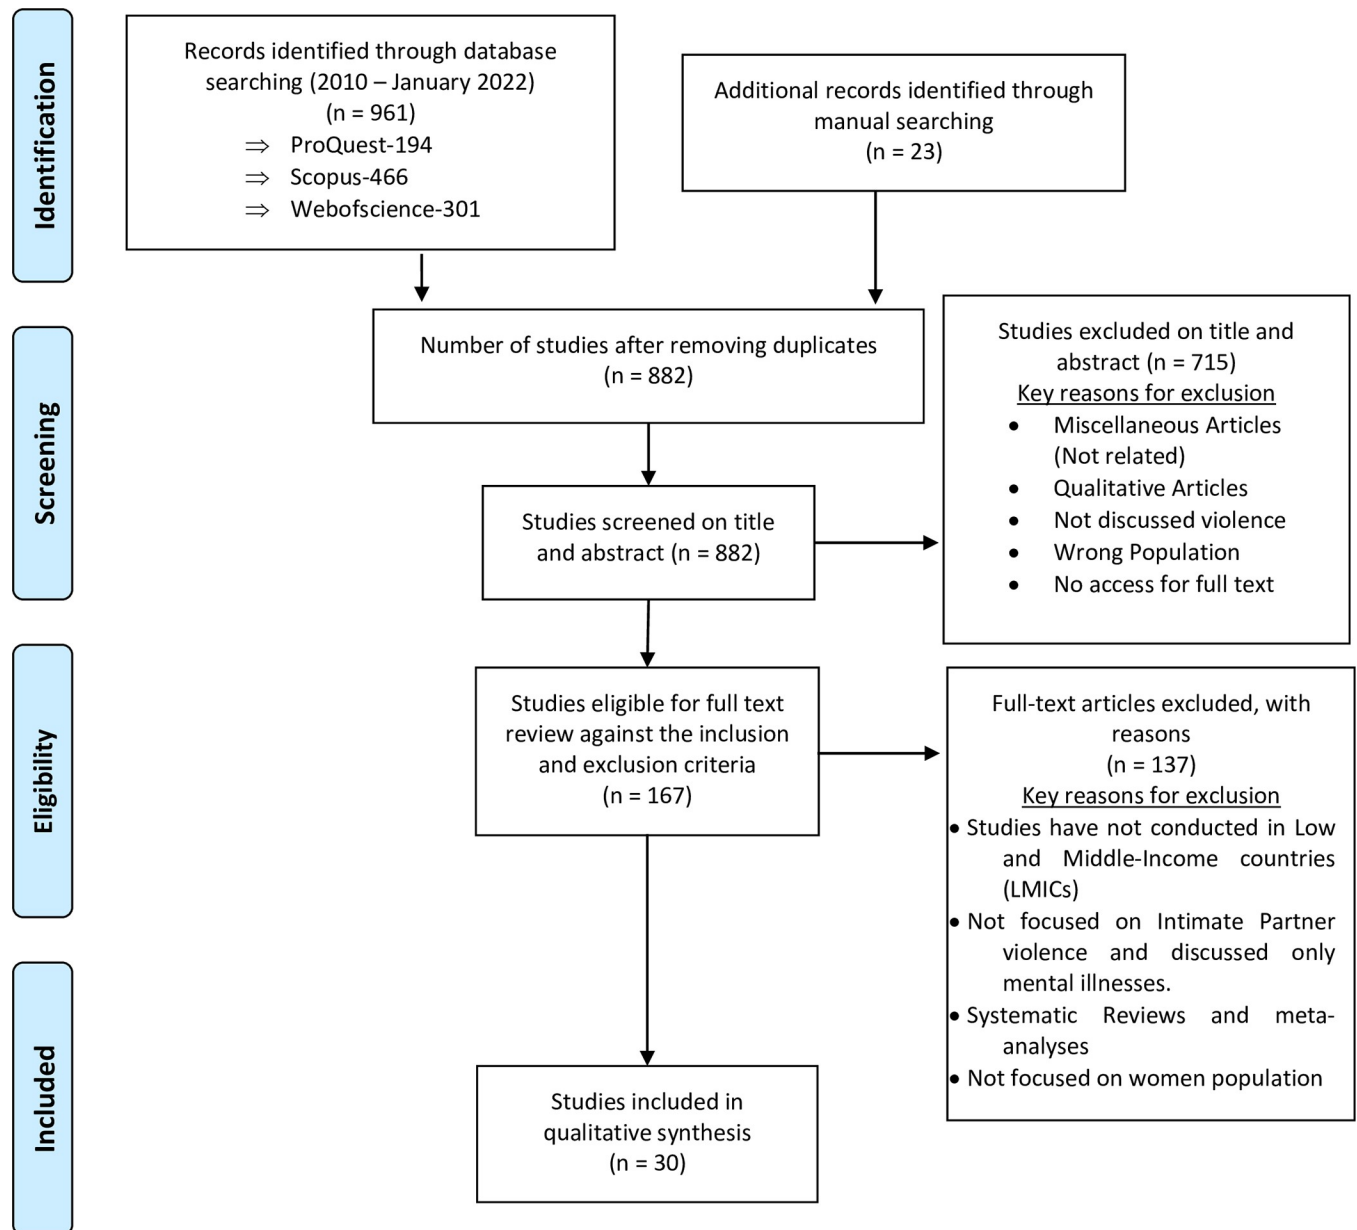 Identification
Records identified through database
searching (2010 – January 2022)
(n = 961)
⇒ ProQuest-194
⇒ Scopus-466
⇒ Webofscience-301
Additional records identified through
manual searching
(n = 23)
Screening
Number of studies after removing duplicates
(n = 882)
Studies screened on title
and abstract (n = 882)
Studies excluded on title and
abstract (n = 715)
Key reasons for exclusion
• Miscellaneous Articles
(Not related)
• Qualitative Articles
• Not discussed violence
• Wrong Population
• No access for full text
Eligibility
Studies eligible for full text
review against the inclusion
and exclusion criteria
(n = 167)
Full-text articles excluded, with
reasons
(n = 137)
Key reasons for exclusion
• Studies have not conducted in Low
and Middle-Income countries
(LMICs)
• Not focused on Intimate Partner
violence and discussed only
mental illnesses.
• Systematic Reviews and meta-
analyses
• Not focused on women population
Included
Studies included in
qualitative synthesis
(n = 30)